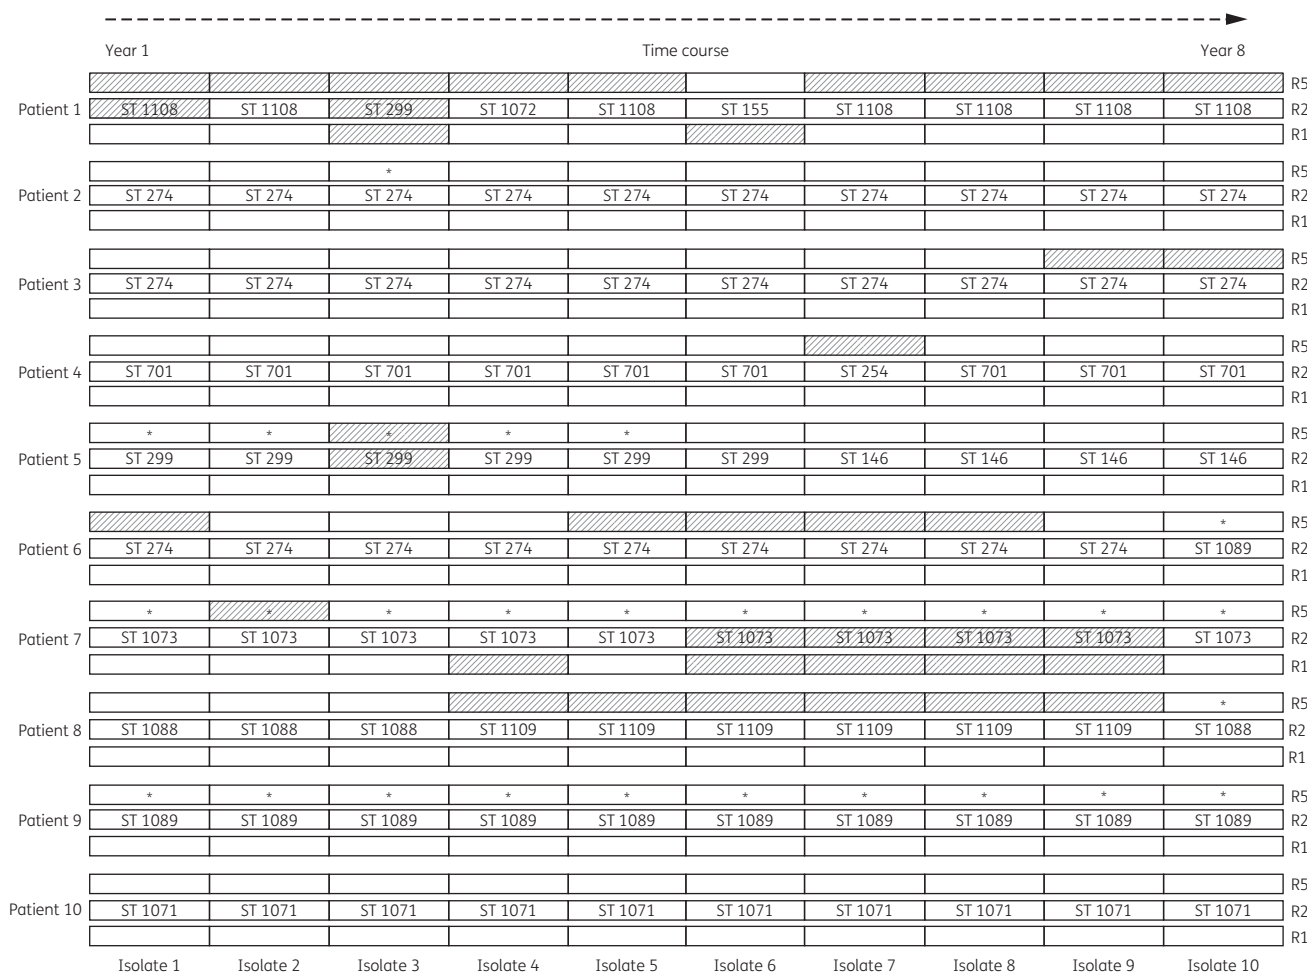 Year 1 Time course Year 8
R5
Patient 1 ST 1108 ST 1108 ST 299 ST 1072 ST 1108 ST 155 ST 1108 ST 1108 ST 1108 ST 1108 R2
R1
* R5
Patient 2 ST 274 ST 274 ST 274 ST 274 ST 274 ST 274 ST 274 ST 274 ST 274 ST 274 R2
R1
R5
Patient 3 ST 274 ST 274 ST 274 ST 274 ST 274 ST 274 ST 274 ST 274 ST 274 ST 274 R2
R1
R5
Patient 4 ST 701 ST 701 ST 701 ST 701 ST 701 ST 701 ST 254 ST 701 ST 701 ST 701 R2
R1
* * * * * R5
Patient 5 ST 299 ST 299 ST 299 ST 299 ST 299 ST 299 ST 146 ST 146 ST 146 ST 146 R2
R1
* R5
Patient 6 ST 274 ST 274 ST 274 ST 274 ST 274 ST 274 ST 274 ST 274 ST 274 ST 1089 R2
R1
* * * * * * * * * * R5
Patient 7 ST 1073 ST 1073 ST 1073 ST 1073 ST 1073 ST 1073 ST 1073 ST 1073 ST 1073 ST 1073 R2
R1
* R5
Patient 8 ST 1088 ST 1088 ST 1088 ST 1109 ST 1109 ST 1109 ST 1109 ST 1109 ST 1109 ST 1088 R2
R1
* * * * * * * * * * R5
Patient 9 ST 1089 ST 1089 ST 1089 ST 1089 ST 1089 ST 1089 ST 1089 ST 1089 ST 1089 ST 1089 R2
R1
R5
Patient 10 ST 1071 ST 1071 ST 1071 ST 1071 ST 1071 ST 1071 ST 1071 ST 1071 ST 1071 ST 1071 R2
R1
Isolate 1 Isolate 2 Isolate 3 Isolate 4 Isolate 5 Isolate 6 Isolate 7 Isolate 8 Isolate 9 Isolate 10